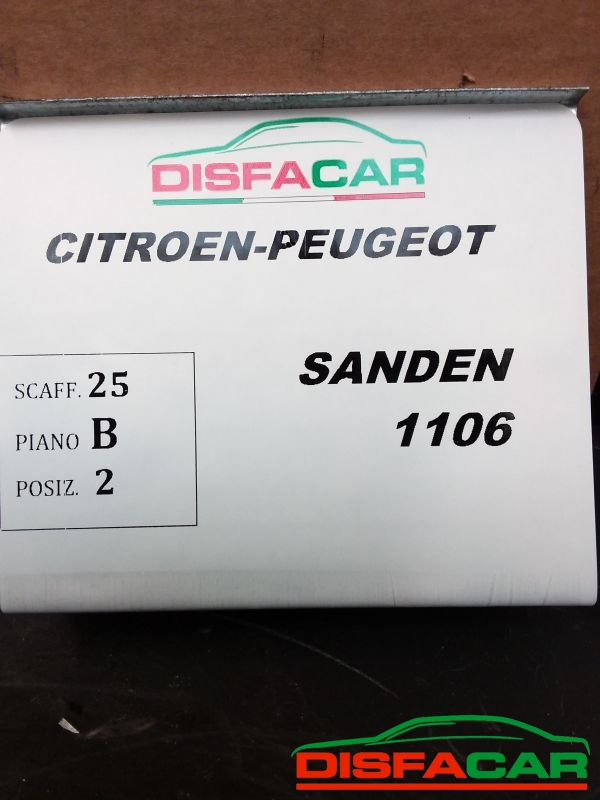 DISFACAR
CITROEN-PEUGEOT
SANDEN
1106
SCAFF. 25
PIANO B
POSIZ. 2
DISFACAR